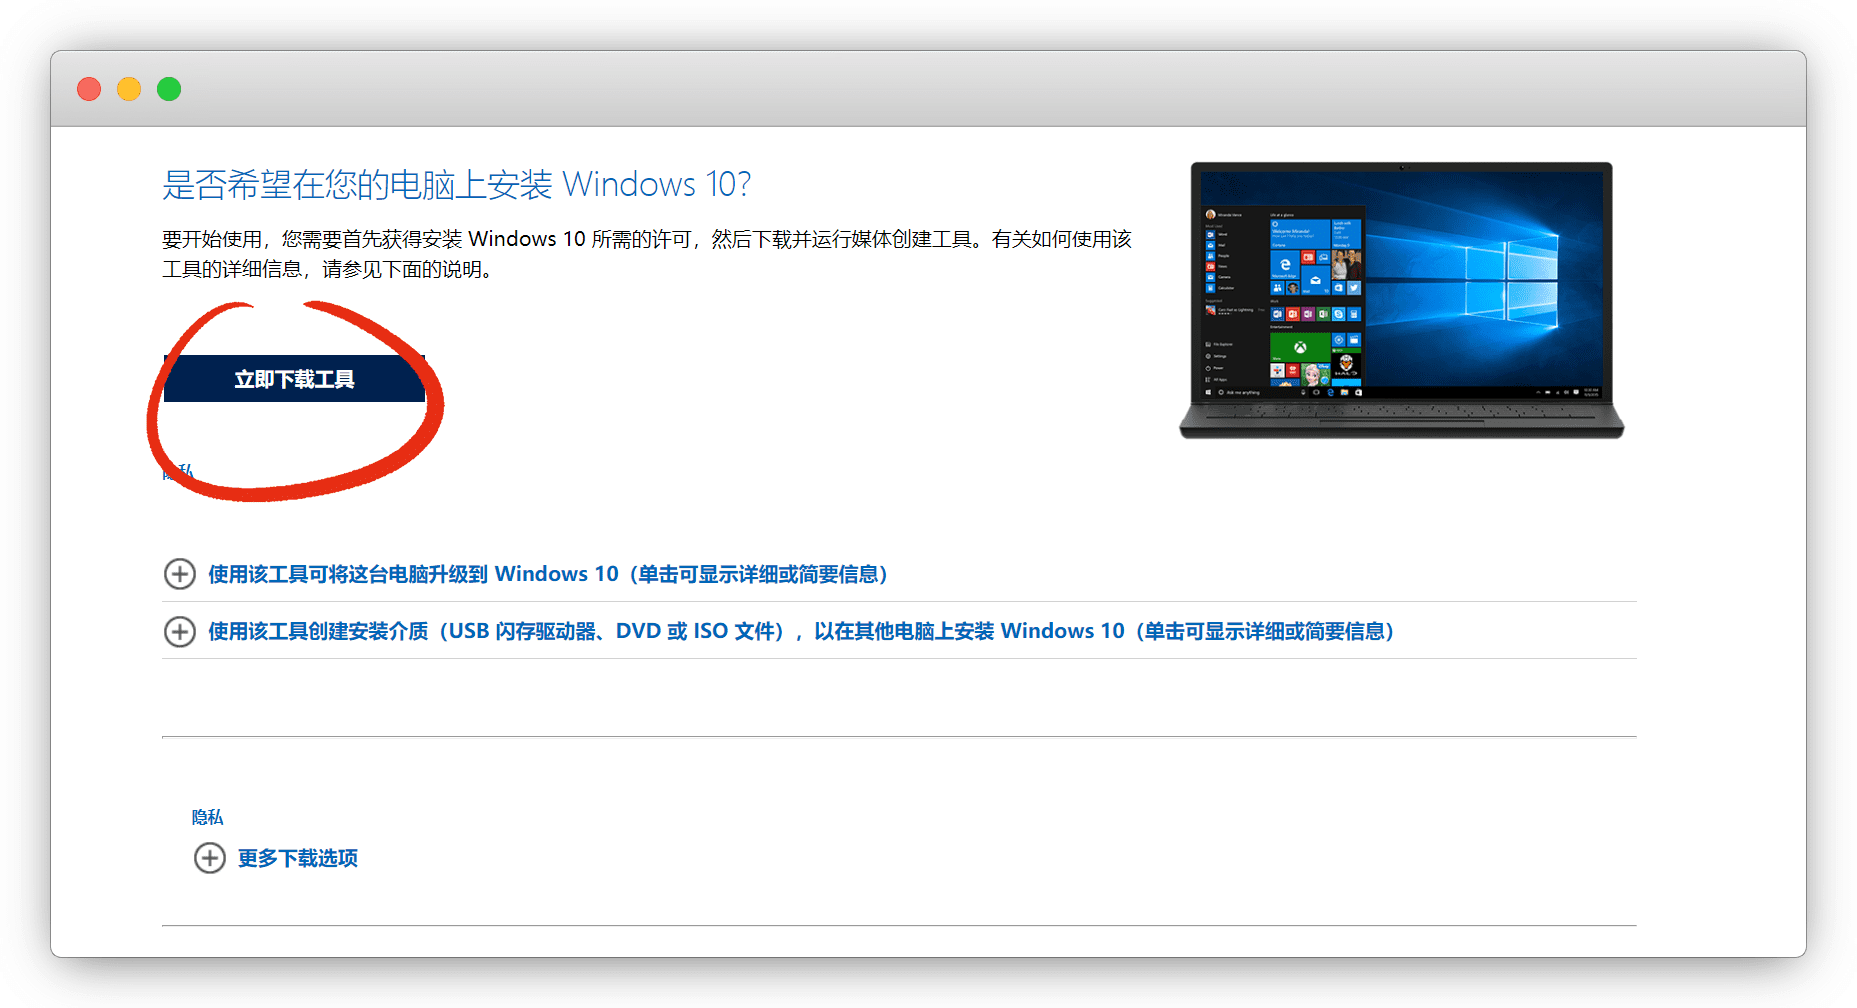 是否希望在您的电脑上安装 Windows 10?
要开始使用，您需要首先获得安装 Windows 10 所需的许可，然后下载并运行媒体创建工具。有关如何使用该
工具的详细信息，请参见下面的说明。
立即下载工具
隐私
使用该工具可将这台电脑升级到 Windows 10（单击可显示详细或简要信息）
使用该工具创建安装介质（USB 闪存驱动器、DVD 或 ISO 文件），以在其他电脑上安装 Windows 10（单击可显示详细或简要信息）
隐私
更多下载选项